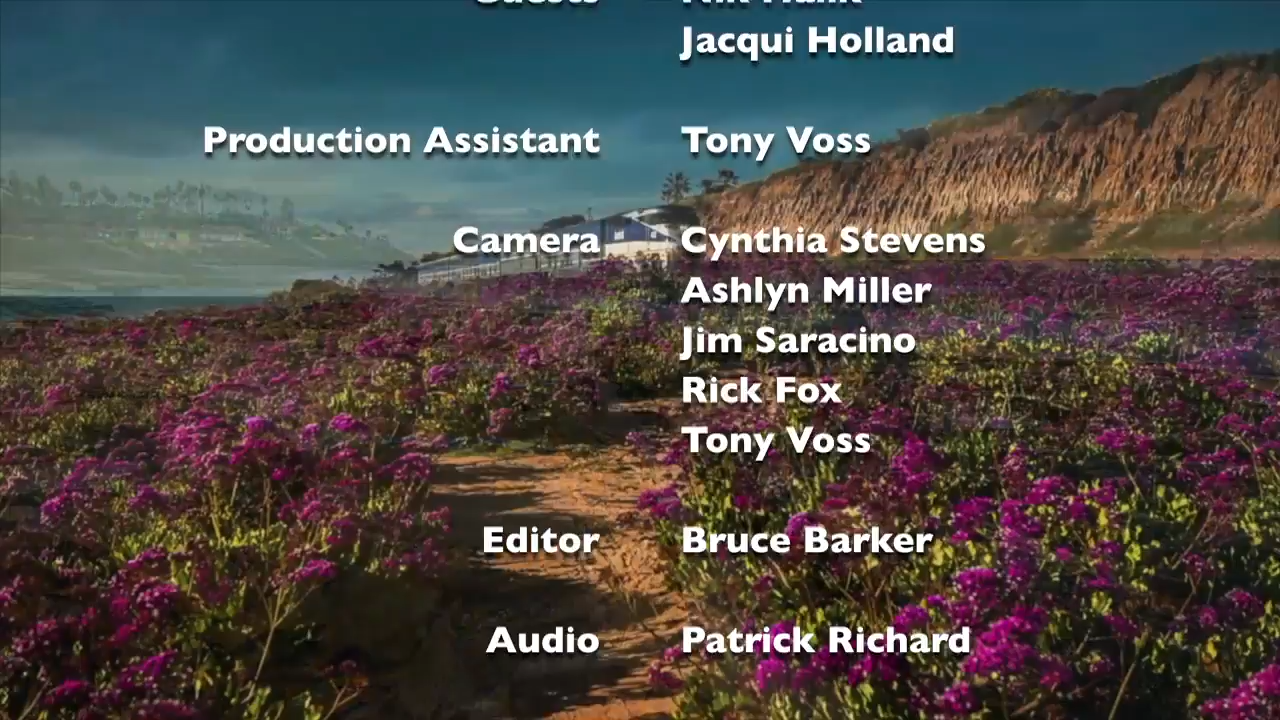 Guests
Jacqui Holland
Production Assistant Tony Voss
Camera Cynthia Stevens
Ashlyn Miller
Jim Saracino
Rick Fox
Tony Voss
Editor Bruce Barker
Audio Patrick Richard